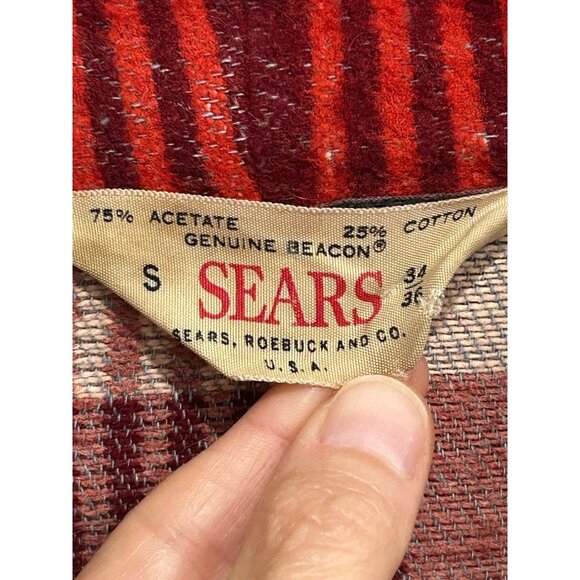 75% ACETATE 25% COTTON
GENUINE BEACON®
S SEARS 34
36
SEARS, ROEBUCK AND CO.
U.S.A.